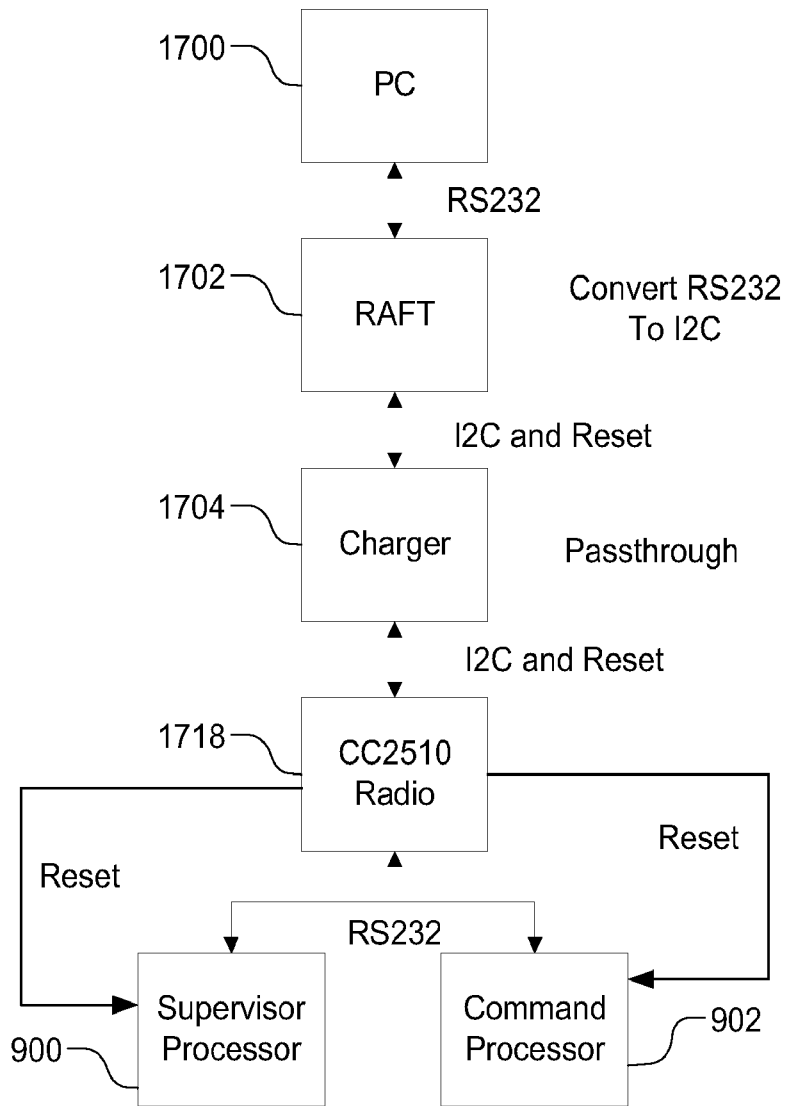 1700
PC
RS232
1702
RAFT
Convert RS232
To I2C
I2C and Reset
1704
Charger
Passthrough
I2C and Reset
1718
CC2510
Radio
Reset
Reset
RS232
Supervisor
Processor
900
Command
Processor
902